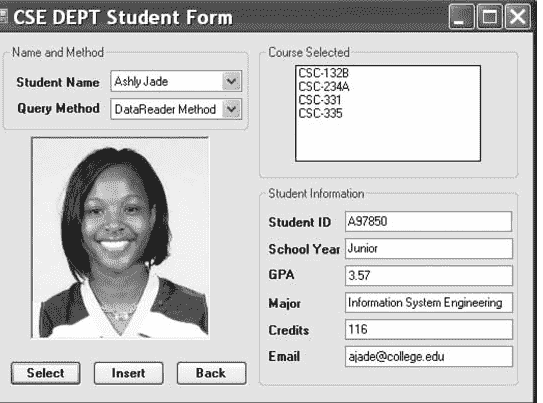 CSE DEPT Student Form
Name and Method
Student Name Ashly Jade
Query Method DataReader Method
Select Insert Back
Course Selected
CSC-132B
CSC-234A
CSC-331
CSC-335
Student Information
Student ID A97850
School Year Junior
GPA 3.57
Major Information System Engineering
Credits 116
Email ajade@college.edu